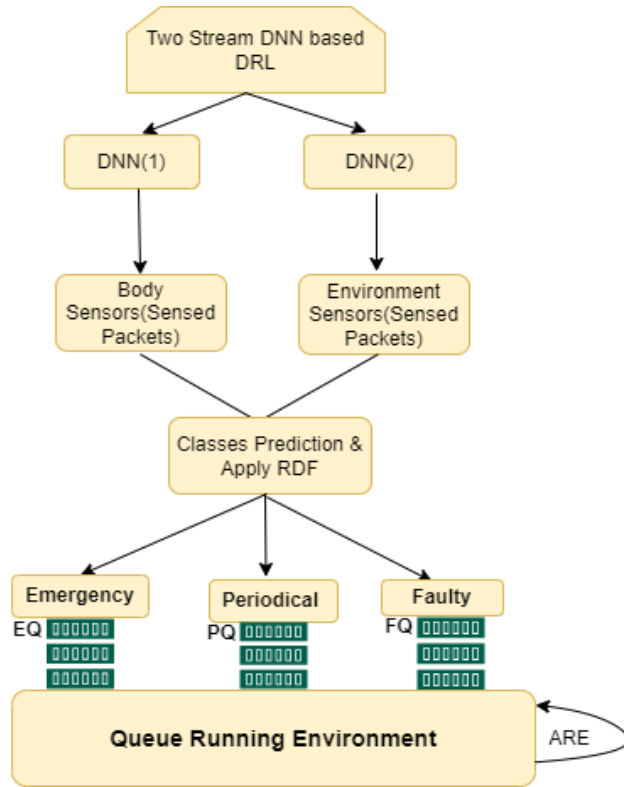 Two Stream DNN based
DRL
DNN(1)
DNN(2)
Body
Sensors(Sensed
Packets)
Environment
Sensors(Sensed
Packets)
Classes Prediction &
Apply RDF
Emergency
Periodical
Faulty
EQ
PQ
FQ
Queue Running Environment
ARE